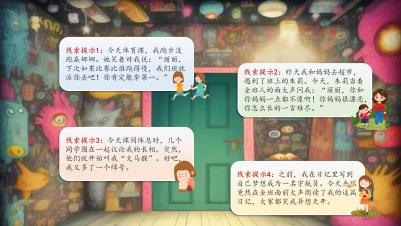 线索提示1：今天体育课，我跑步没
跑赢娜娜。她笑着对我说：“丽丽，
下次如果比赛比谁跑得慢，我们班就
派你去吧！你肯定能拿第一。”
线索提示2：昨天我和妈妈去超市，
遇到了班上的朱莉。今天，朱莉当着
全班人的面大声问我：“丽丽，你和
你妈妈一点都不像啊！你妈妈很漂亮，
你怎么长的一言难尽。”
线索提示3：今天课间休息时，几个
同学围在一起议论我的长相。突然，
他们就开始叫我“大马猴”。好吧，
我又多了一个绰号。
线索提示4：之前，我在日记里写到
自己梦想成为一名宇航员。今天
竟然在全班面前大声朗读了我的这篇
日记，大家都笑我异想天开。